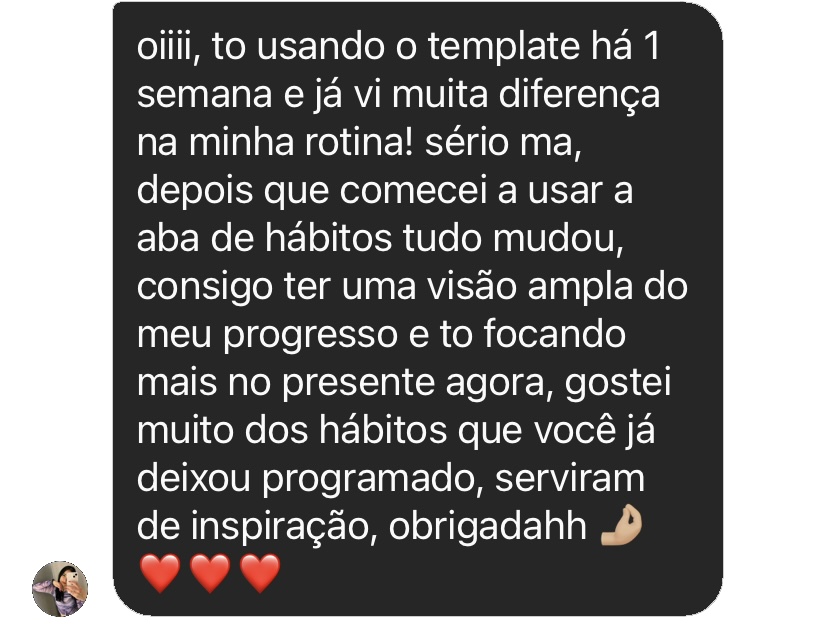 oiiii, to usando o template há 1
semana e já vi muita diferença
na minha rotina! sério ma,
depois que comecei a usar a
aba de hábitos tudo mudou,
consigo ter uma visão ampla do
meu progresso e to focando
mais no presente agora, gostei
muito dos hábitos que você já
deixou programado, serviram
de inspiração, obrigadahh 🤌🏼
❤️❤️❤️